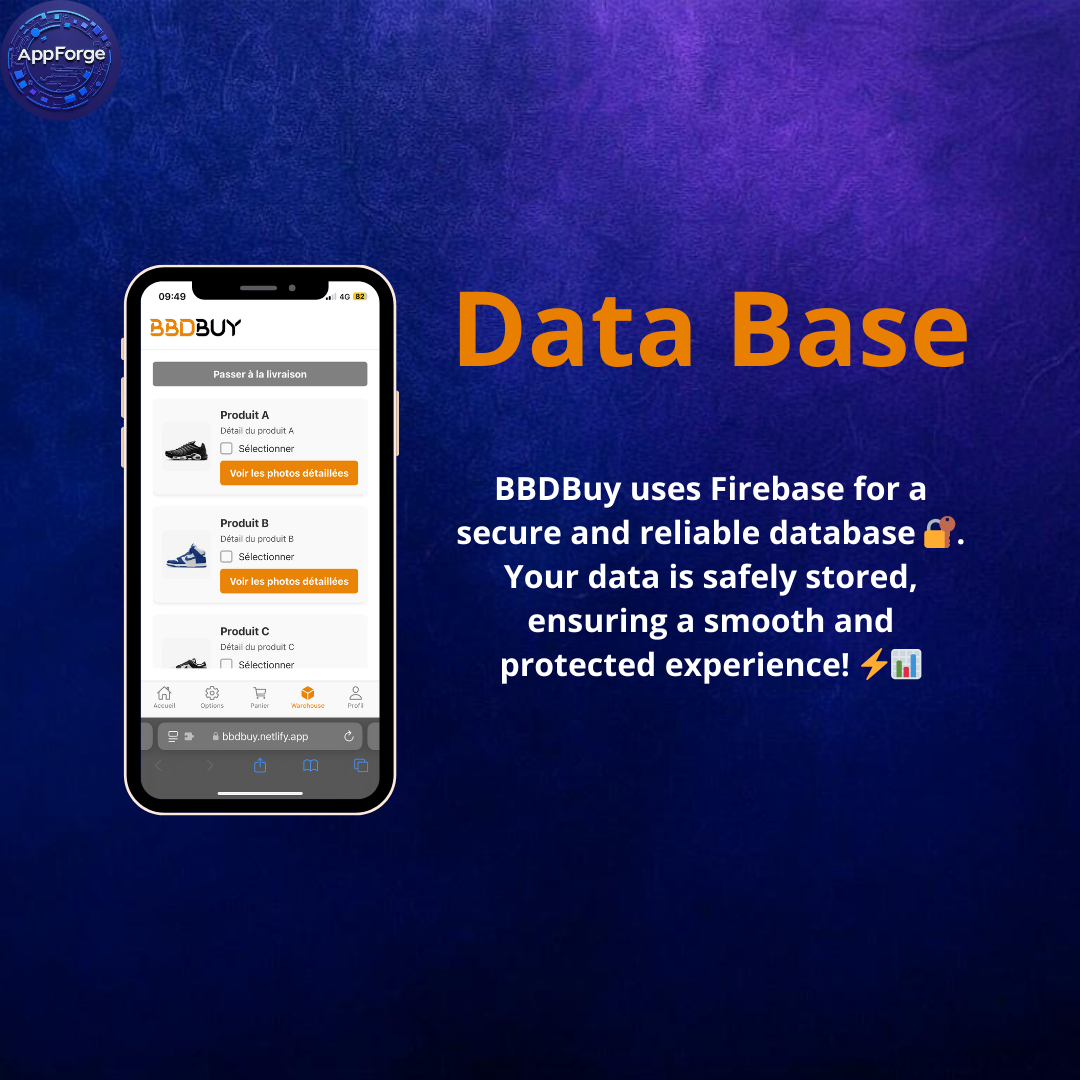 AppForge
09:49
4G 82
BBDBUY
Passer à la livraison
Produit A
Détail du produit A
Sélectionner
Voir les photos détaillées
Produit B
Détail du produit B
Sélectionner
Voir les photos détaillées
Produit C
Détail du produit C
Sélectionner
Accueil Options Panier Warehouse Profil
bbdbuy.netlify.app
Data Base
BBDBuy uses Firebase for a
secure and reliable database 🔐.
Your data is safely stored,
ensuring a smooth and
protected experience! ⚡📊